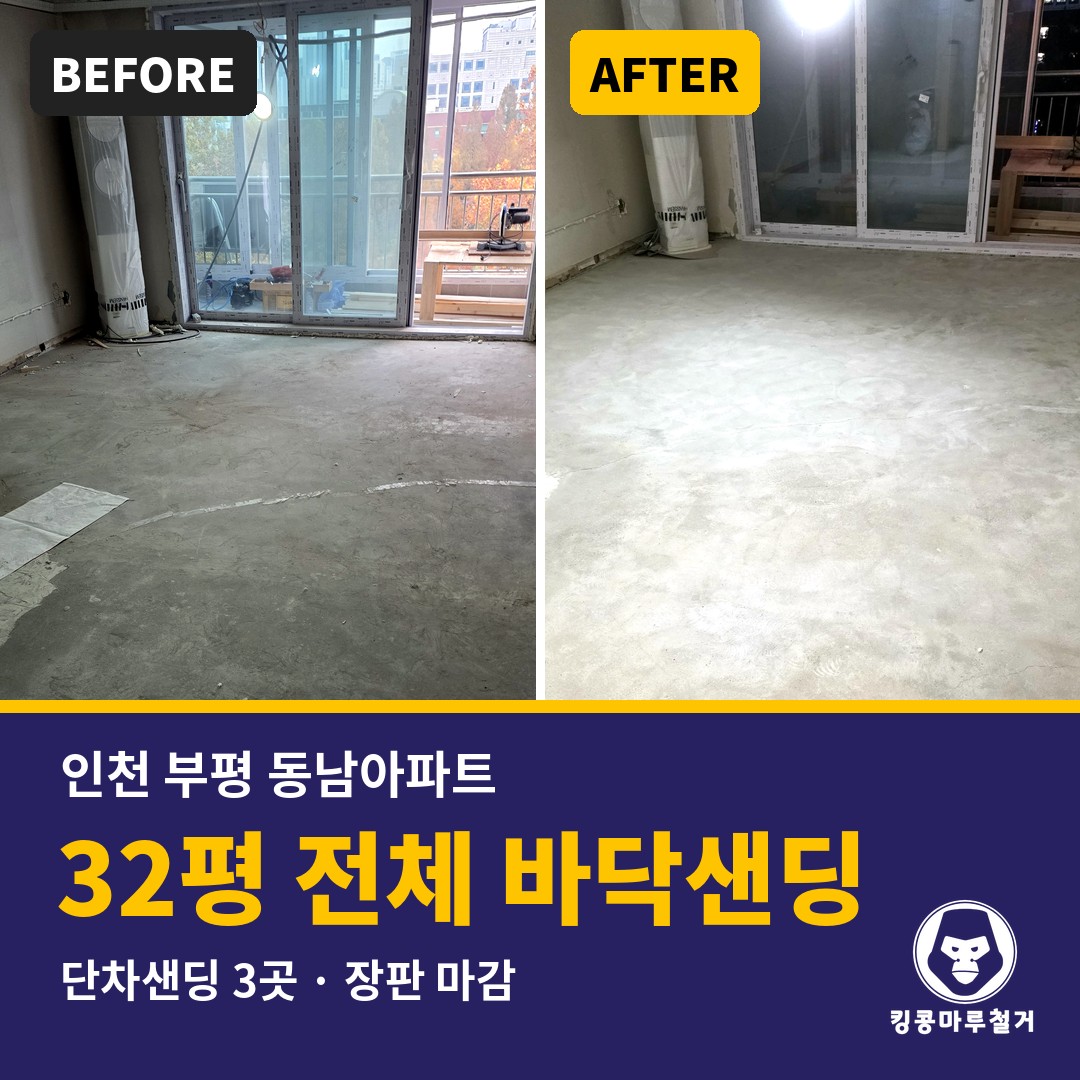 BEFORE
AFTER
인천 부평 동남아파트
32평 전체 바닥샌딩
단차샌딩 3곳 · 장판 마감
킹콩마루철거